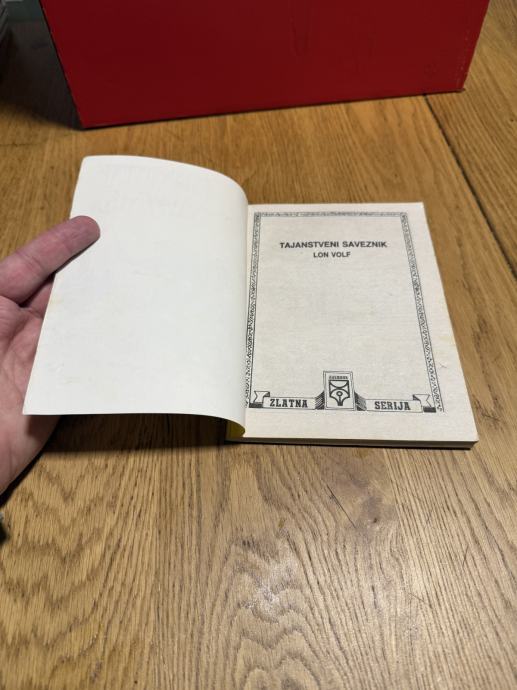 TAJANSTVENI SAVEZNIK
LON VOLF
ZLATNA SERIJA